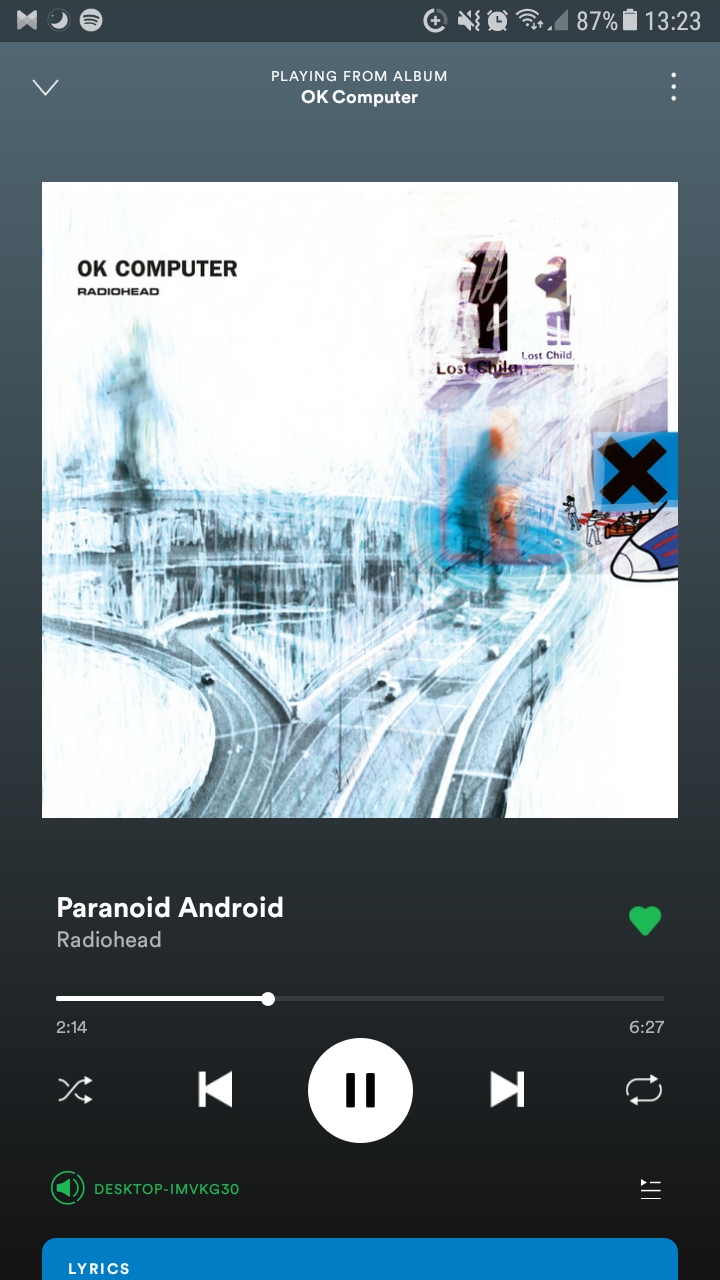 87% 13:23
PLAYING FROM ALBUM
OK Computer
OK COMPUTER
RADIOHEAD
Lost Child,
Lost Child,
Paranoid Android
Radiohead
2:14 6:27
DESKTOP-IMVKG30
LYRICS